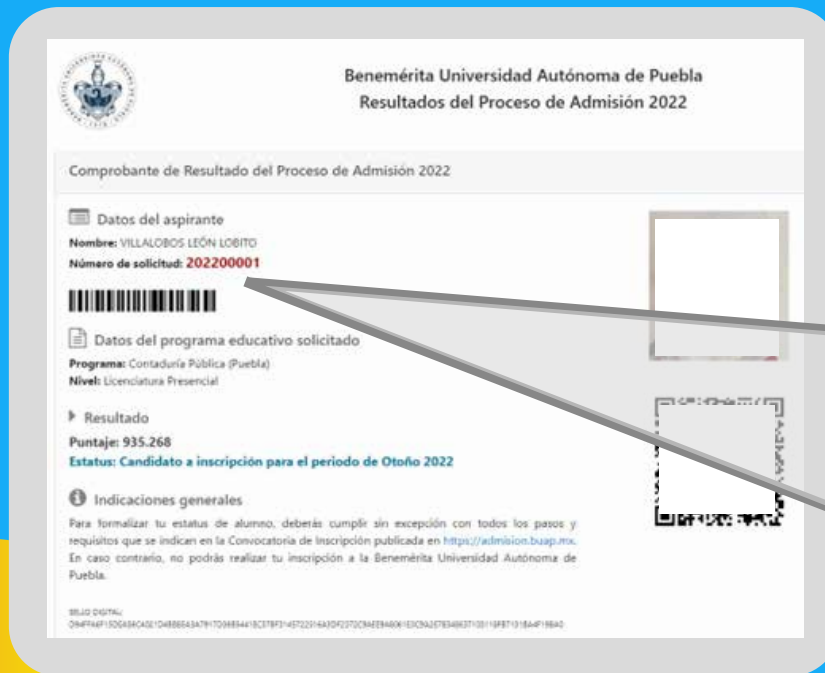 Benemérita Universidad Autónoma de Puebla
Resultados del Proceso de Admisión 2022
Comprobante de Resultado del Proceso de Admisión 2022
Datos del aspirante
Nombre: VILLALOBOS LEÓN LOBITO
Número de solicitud: 202200001
Datos del programa educativo solicitado
Programa: Contaduría Pública (Puebla)
Nivel: Licenciatura Presencial
Resultado
Puntaje: 935.268
Estatus: Candidato a inscripción para el periodo de Otoño 2022
Indicaciones generales
Para formalizar tu estatus de alumno, deberás cumplir sin excepción con todos los pasos y
requisitos que se indican en la Convocatoria de Inscripción publicada en https://admision.buap.mx.
En caso contrario, no podrás realizar tu inscripción a la Benemérita Universidad Autónoma de
Puebla.
SELLO DIGITAL: